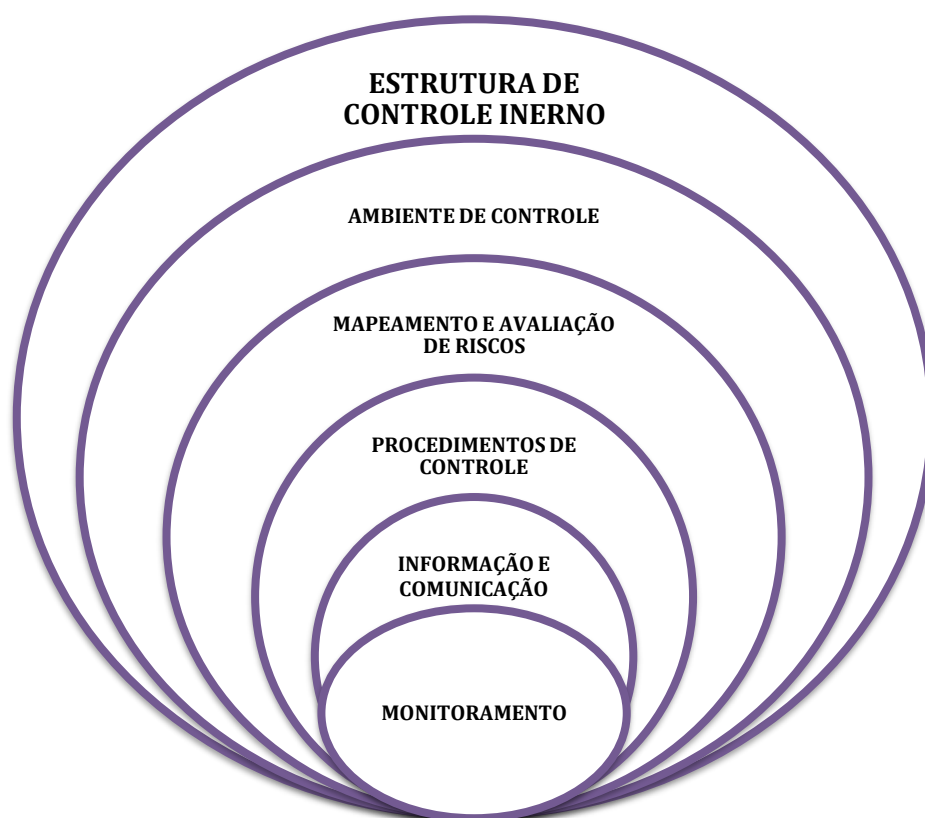 ESTRUTURA DE
CONTROLE INERNO
AMBIENTE DE CONTROLE
MAPEAMENTO E AVALIAÇÃO
DE RISCOS
PROCEDIMENTOS DE
CONTROLE
INFORMAÇÃO E
COMUNICAÇÃO
MONITORAMENTO